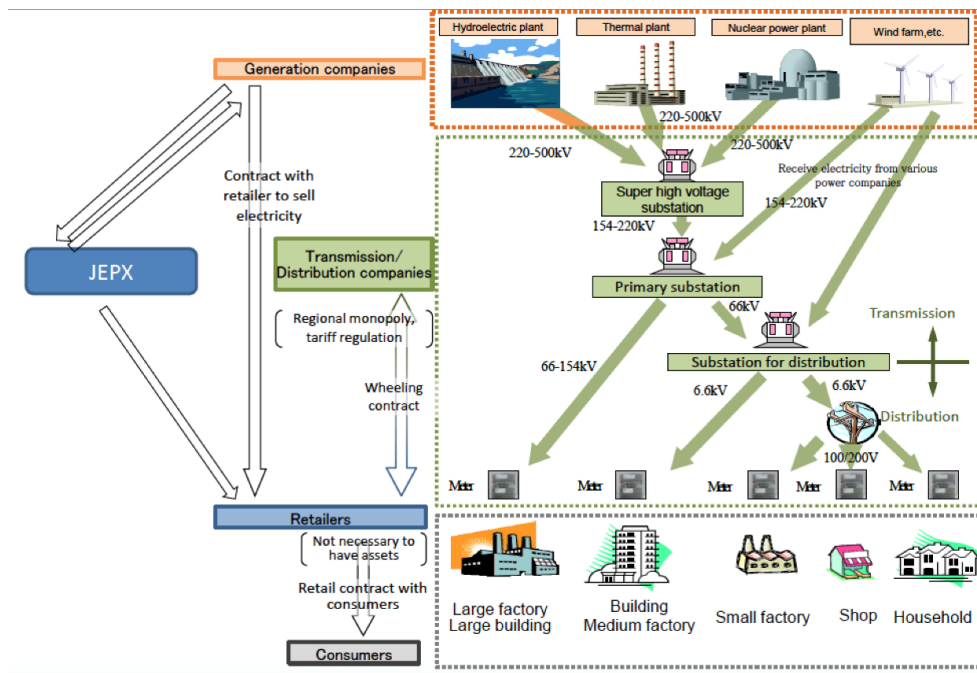 Hydroelectric plant
Thermal plant
Nuclear power plant
Wind farm,etc.
Generation companies
220-500kV
220-500kV
220-500kV
Contract with
retailer to sell
electricity
Receive electricity from various
power companies
Super high voltage
substation
154-220kV
154-220kV
Transmission/
Distribution companies
JEPX
Primary substation
66kV
Regional monopoly,
tariff regulation
Transmission
Substation for distribution
66-154kV
6.6kV
6.6kV
Wheeling
contract
Distribution
100/200V
Meter
Meter
Meter
Meter
Meter
Retailers
Not necessary to
have assets
Retail contract with
consumers
Consumers
Large factory
Large building
Building
Medium factory
Small factory
Shop
Household